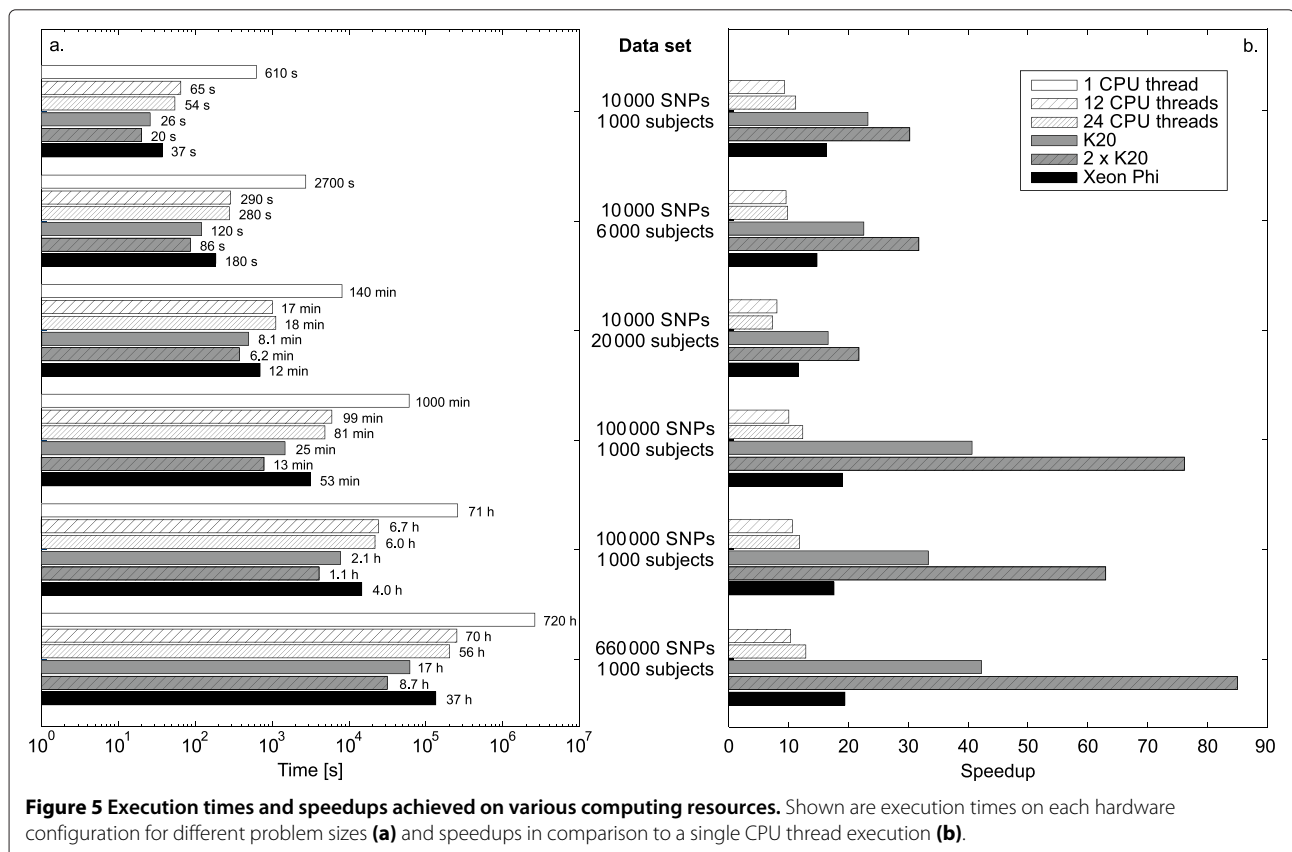 a.
Data set
b.
610 s
65 s
54 s
26 s
20 s
37 s
10 000 SNPs
1 000 subjects
1 CPU thread
12 CPU threads
24 CPU threads
K20
2 x K20
Xeon Phi
2700 s
290 s
280 s
120 s
86 s
180 s
10 000 SNPs
6 000 subjects
140 min
17 min
18 min
8.1 min
6.2 min
12 min
10 000 SNPs
20 000 subjects
1000 min
99 min
81 min
25 min
13 min
53 min
100 000 SNPs
1 000 subjects
71 h
6.7 h
6.0 h
2.1 h
1.1 h
4.0 h
100 000 SNPs
1 000 subjects
720 h
70 h
56 h
17 h
8.7 h
37 h
660 000 SNPs
1 000 subjects
10⁰ 10¹ 10² 10³ 10⁴ 10⁵ 10⁶ 10⁷
Time [s]
0 10 20 30 40 50 60 70 80 90
Speedup
Figure 5 Execution times and speedups achieved on various computing resources. Shown are execution times on each hardware
configuration for different problem sizes (a) and speedups in comparison to a single CPU thread execution (b).